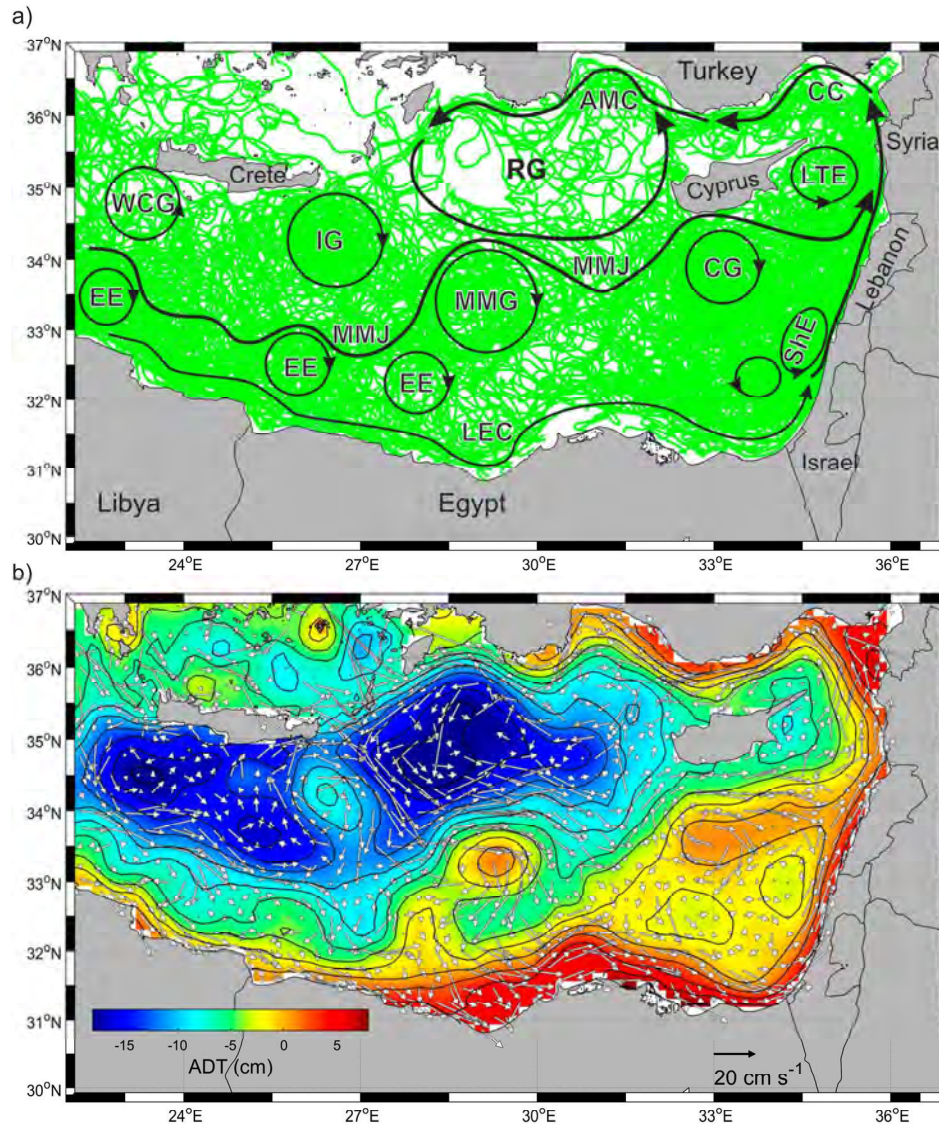 a)
37°N
36°N
35°N
34°N
33°N
32°N
31°N
30°N
Turkey
AMC
CC
Syria
Crete
RG
Cyprus
LTE
WCG
IG
MMJ
CG
Lebanon
EE
MMG
MMJ
ShE
EE
EE
LEC
Israel
Libya
Egypt
24°E
27°E
30°E
33°E
36°E
b)
37°N
36°N
35°N
34°N
33°N
32°N
31°N
30°N
-15 -10 -5 0 5
ADT (cm)
20 cm s⁻¹
24°E
27°E
30°E
33°E
36°E